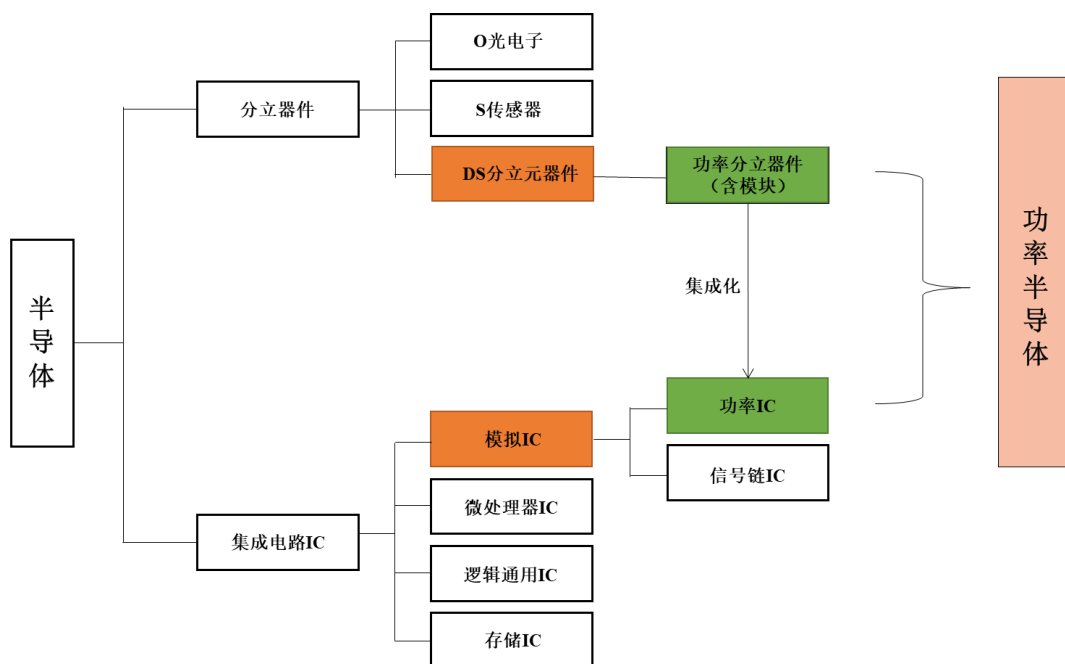 O光电子
分立器件
S传感器
DS分立元器件
功率分立器件
（含模块）
集成化
半导体
功率半导体
模拟IC
功率IC
信号链IC
微处理器IC
集成电路IC
逻辑通用IC
存储IC